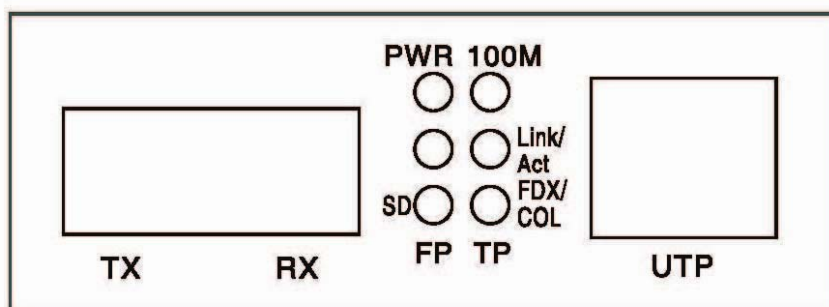 PWR 100M
Link/
Act
SD
FDX/
COL
FP TP
TX RX
UTP